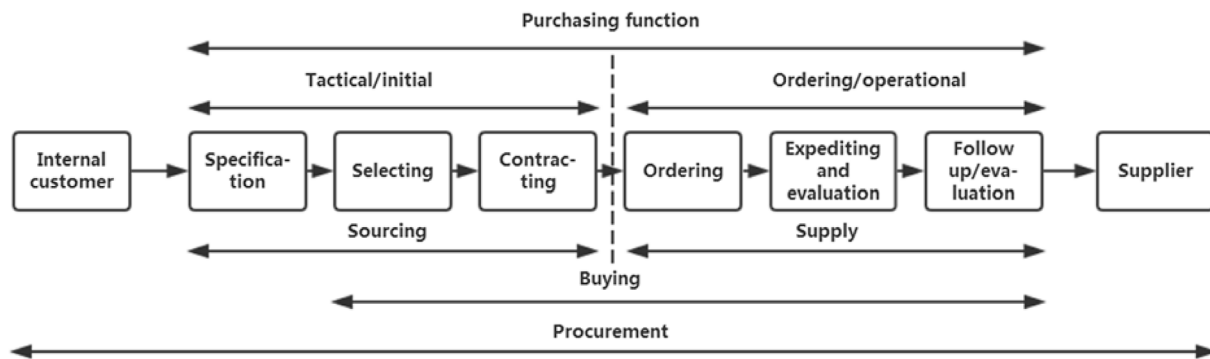 Purchasing function
Tactical/initial
Ordering/operational
Internal
customer
Specifica-
tion
Selecting
Contrac-
ting
Ordering
Expediting
and
evaluation
Follow
up/eva-
luation
Supplier
Sourcing
Supply
Buying
Procurement